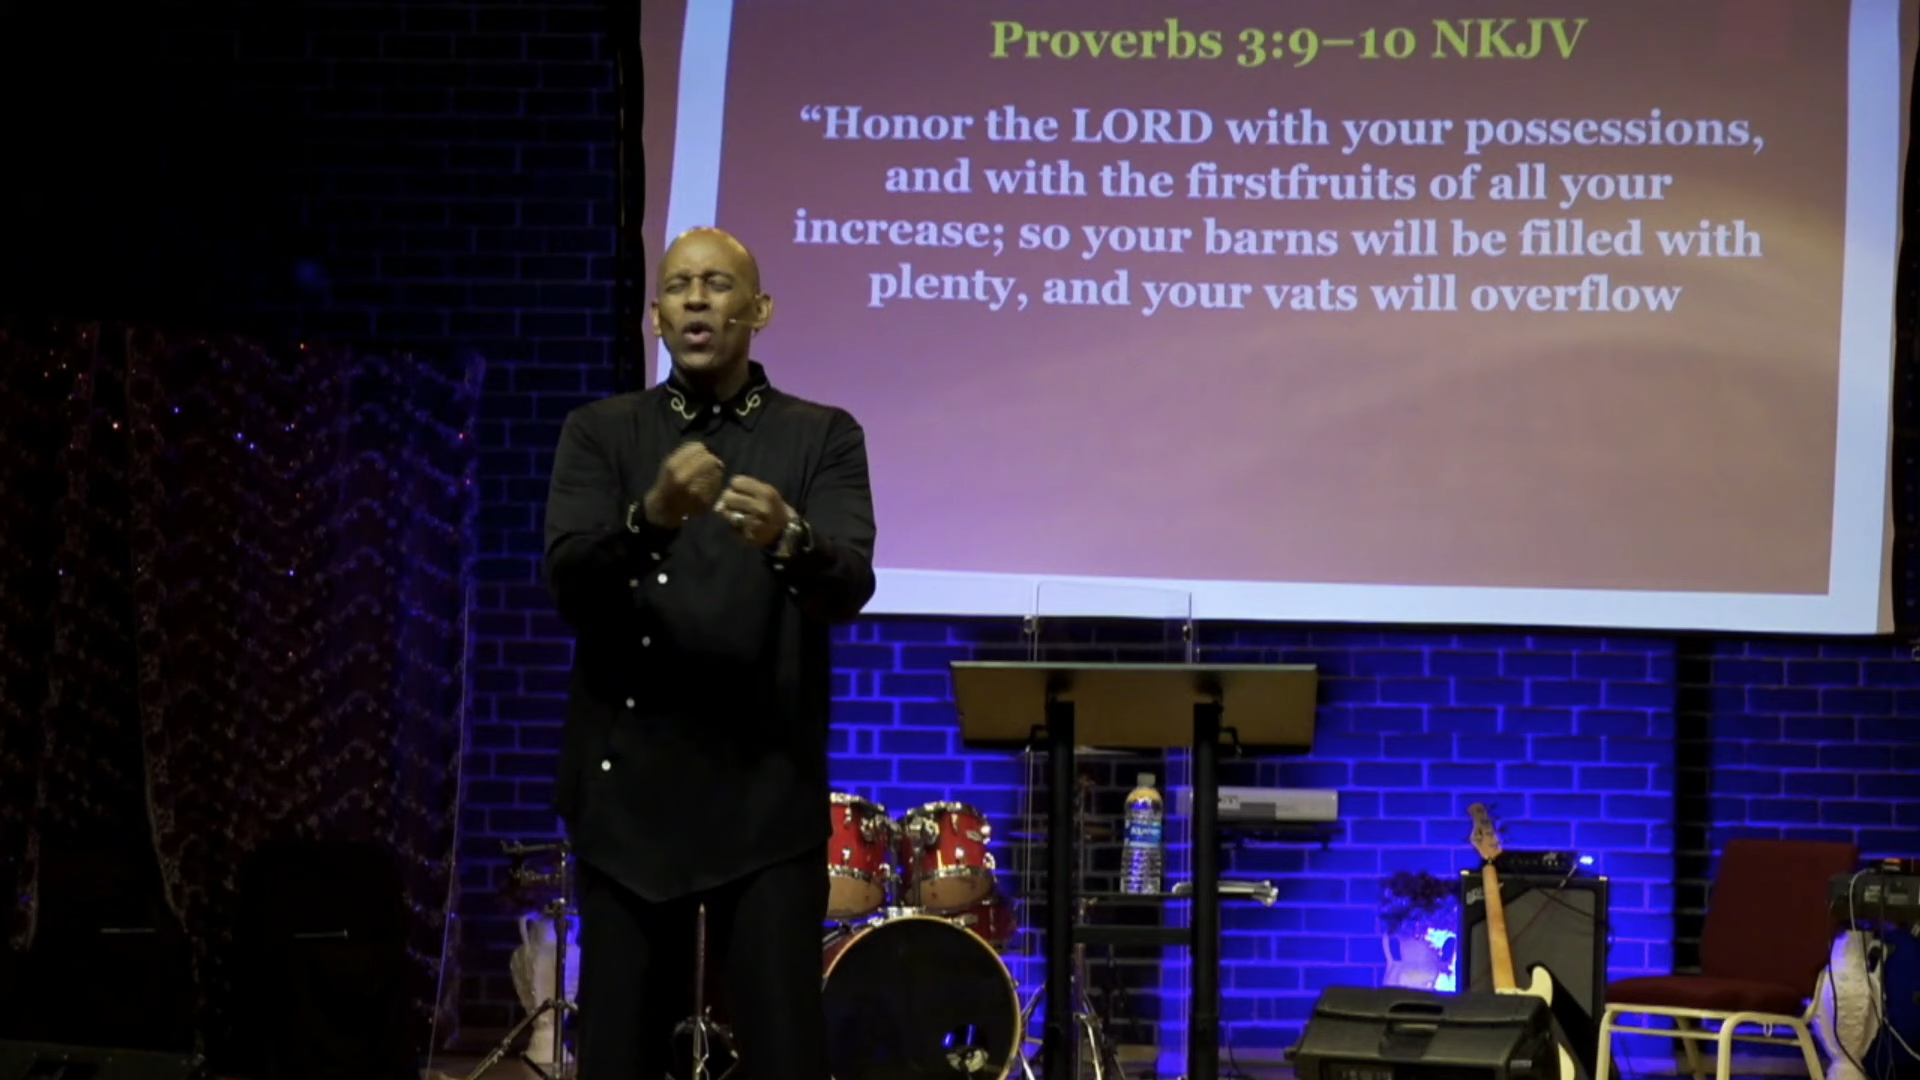 Proverbs 3:9–10 NKJV
“Honor the LORD with your possessions,
and with the firstfruits of all your
increase; so your barns will be filled with
plenty, and your vats will overflow